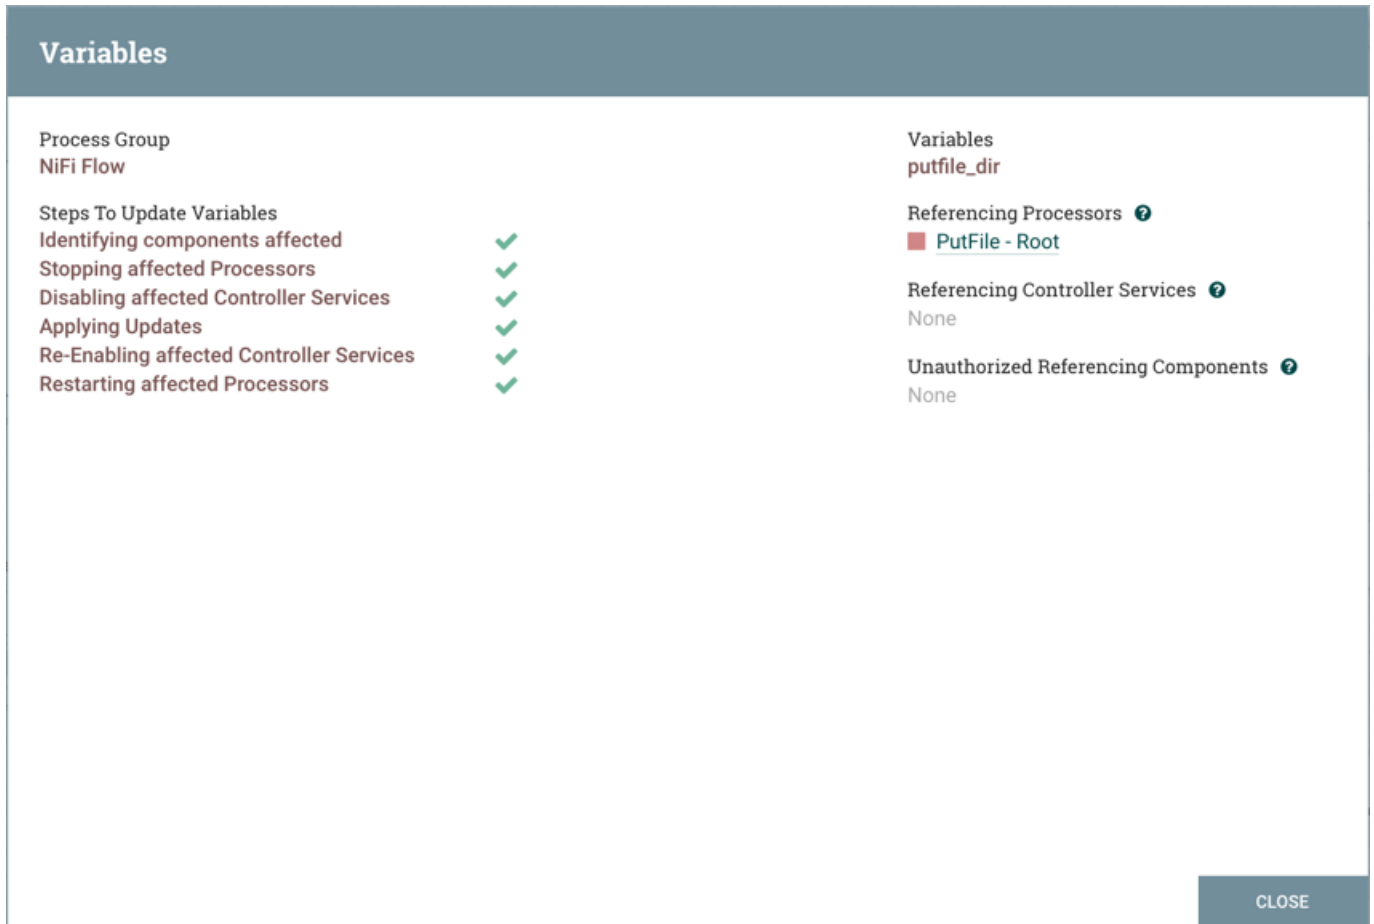 Variables
Process Group
NiFi Flow
Steps To Update Variables
Identifying components affected
Stopping affected Processors
Disabling affected Controller Services
Applying Updates
Re-Enabling affected Controller Services
Restarting affected Processors
Variables
putfile_dir
Referencing Processors ?
PutFile - Root
Referencing Controller Services ?
None
Unauthorized Referencing Components ?
None
CLOSE